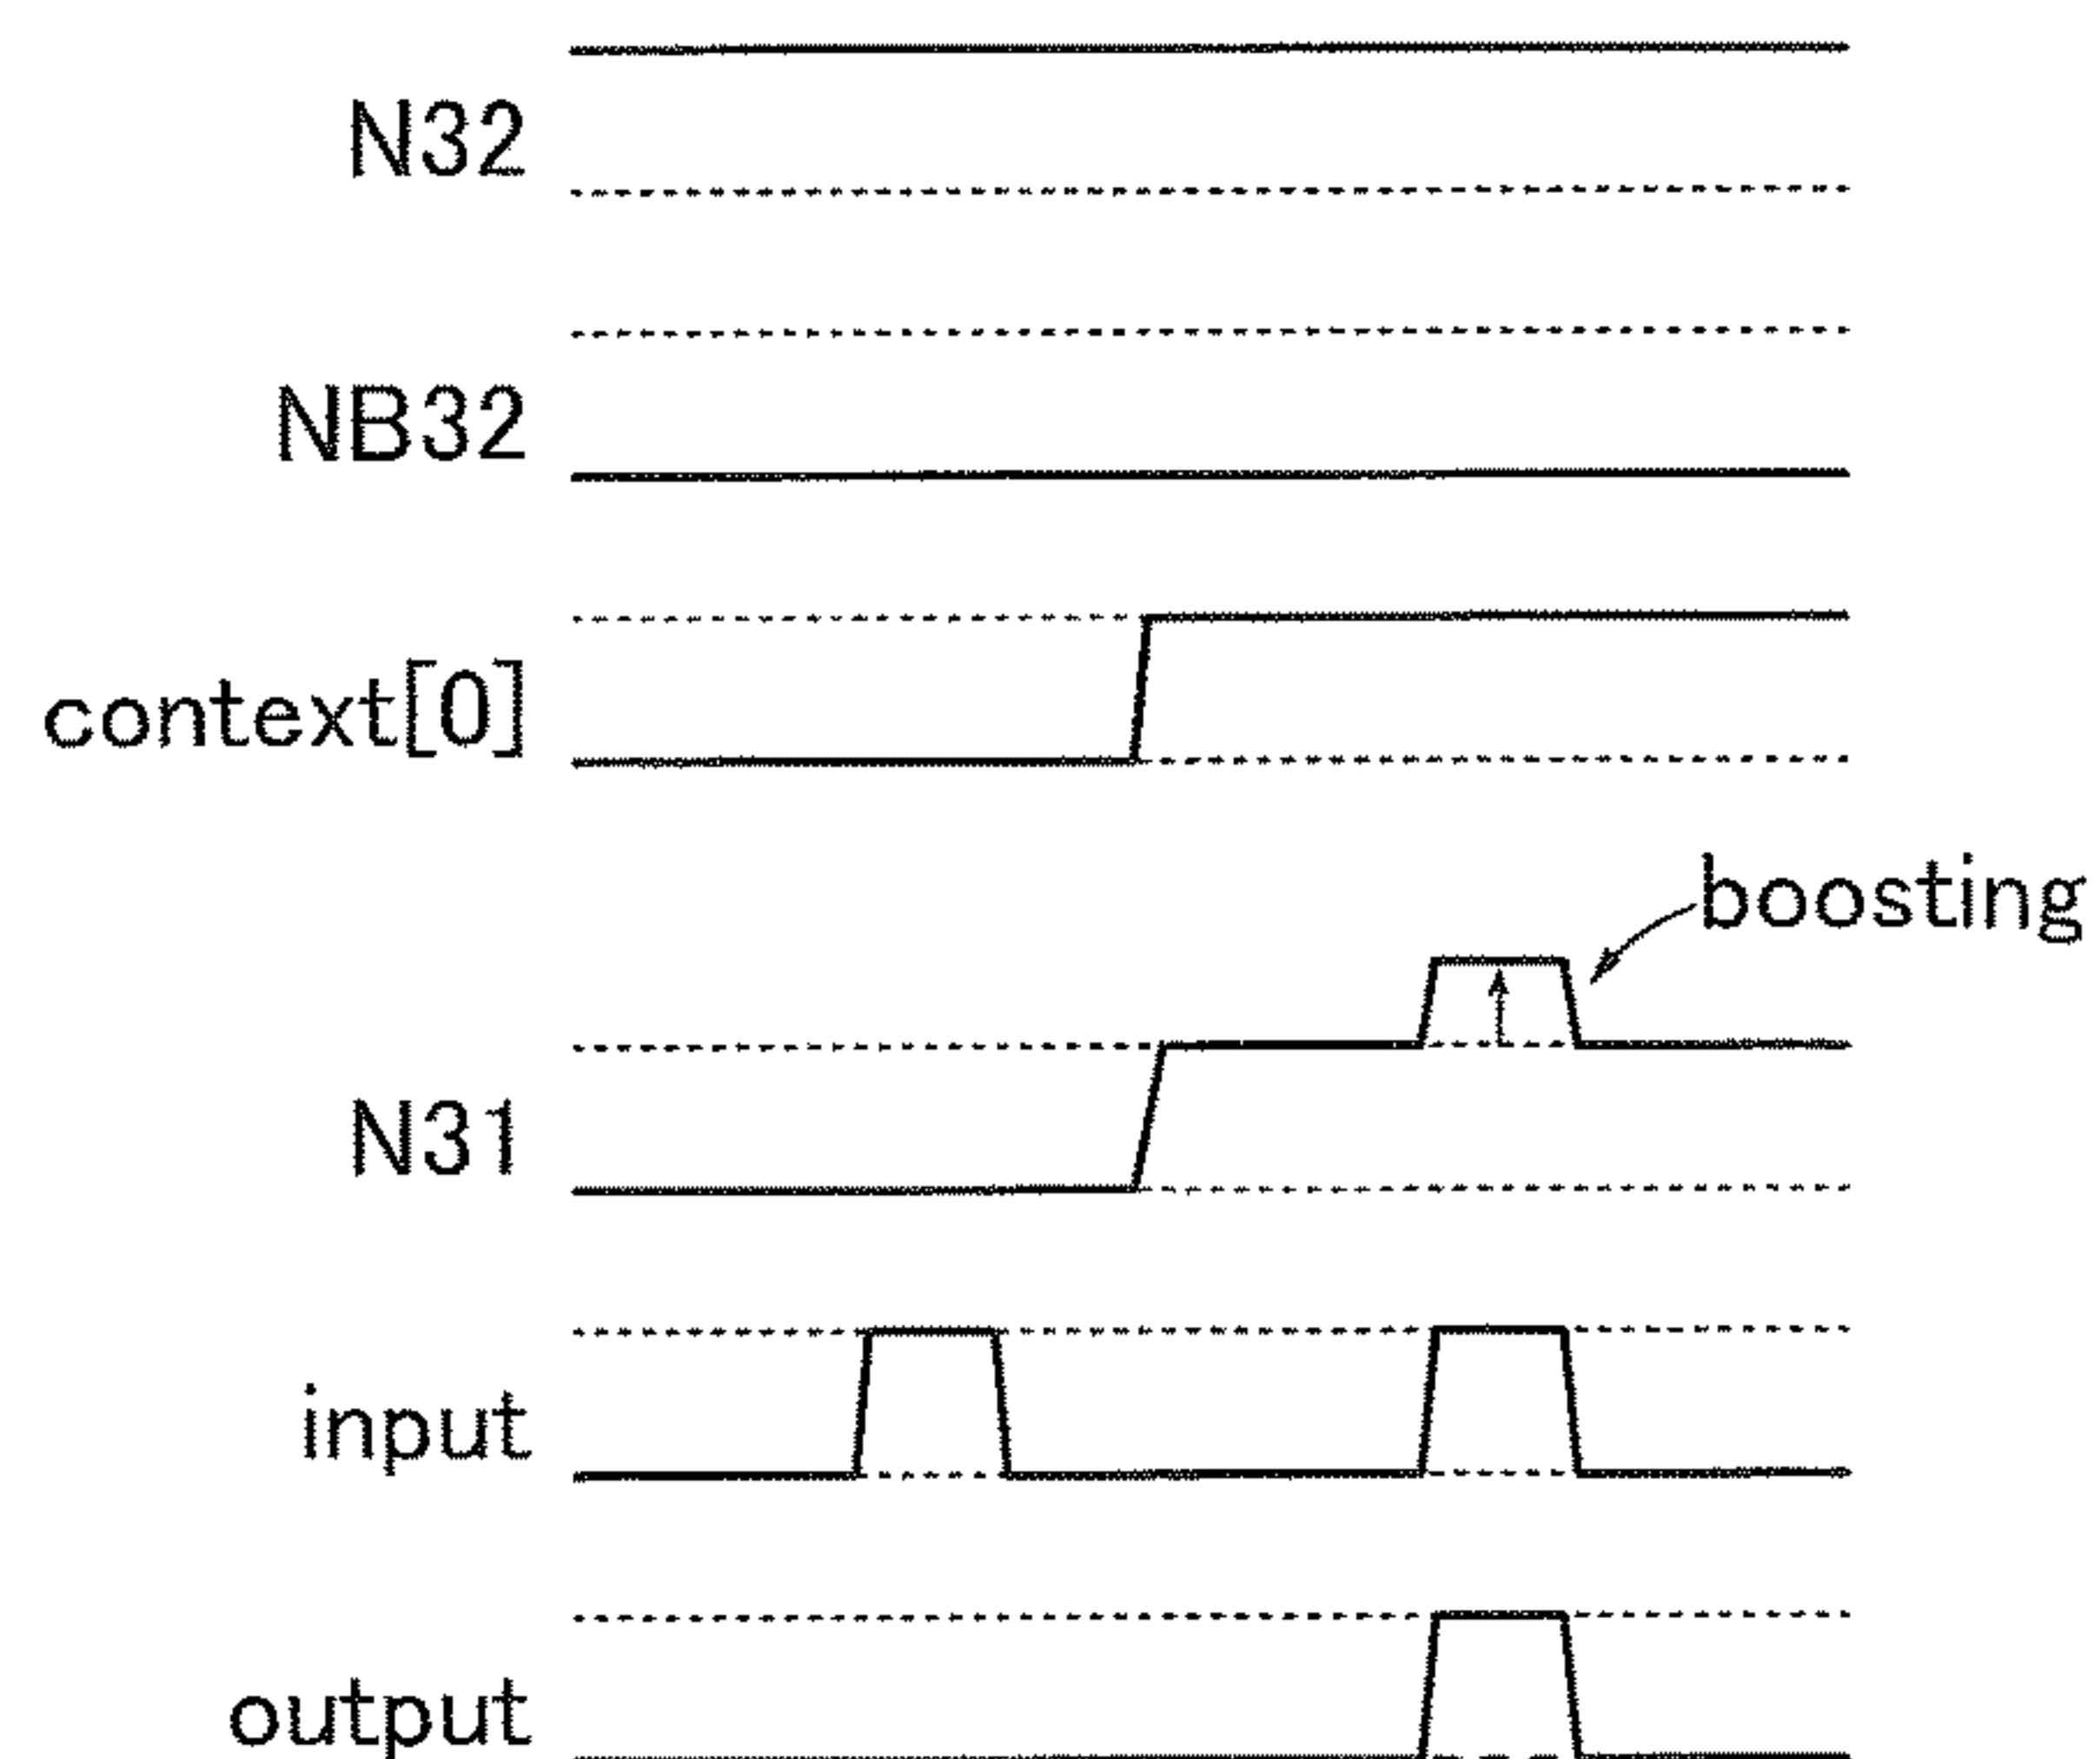 N32
NB32
context[0]
boosting
N31
input
output